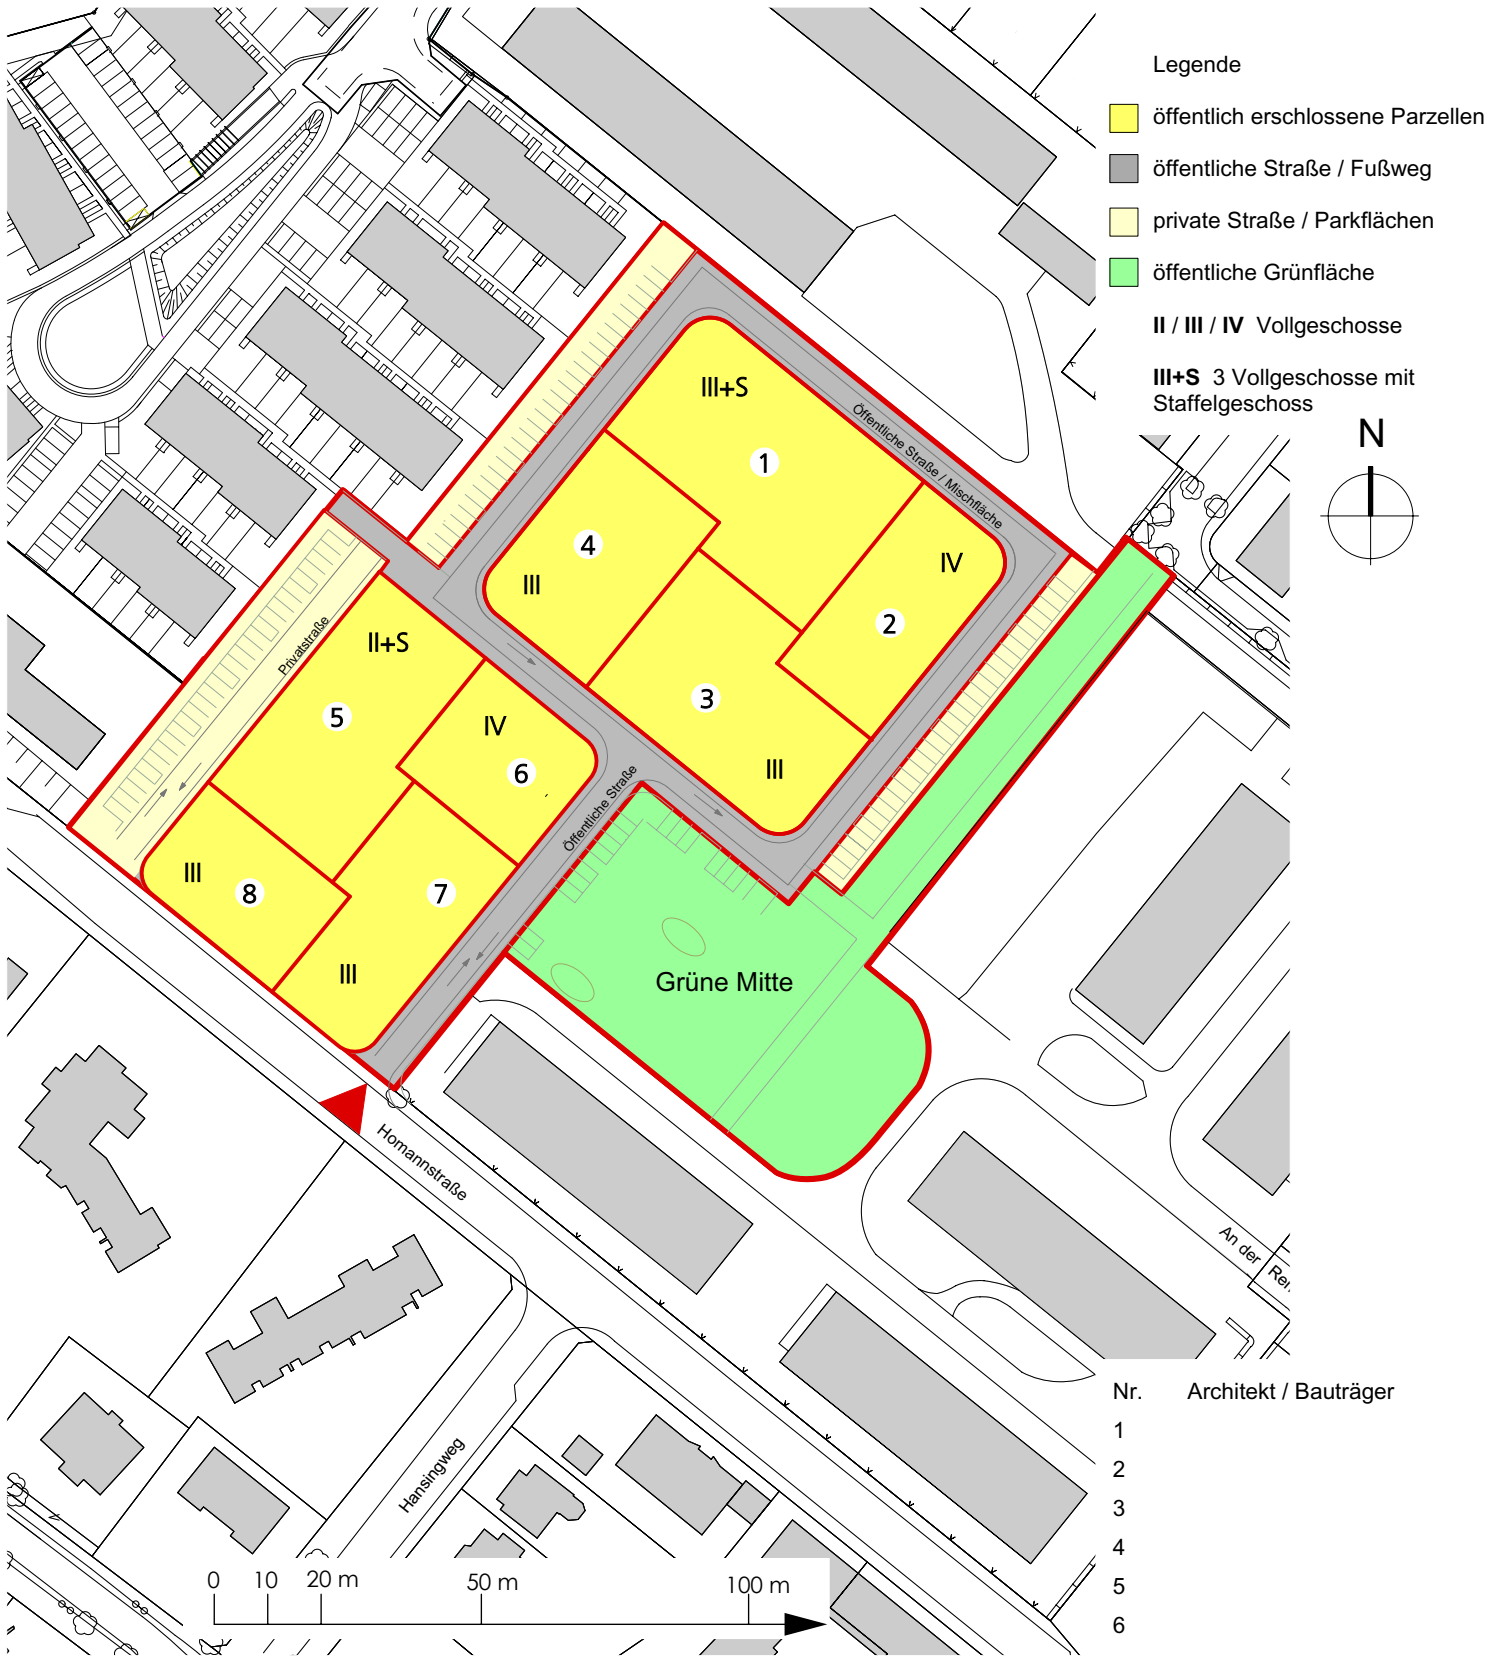 Legende
öffentlich erschlossene Parzellen
öffentliche Straße / Fußweg
private Straße / Parkflächen
öffentliche Grünfläche
II / III / IV Vollgeschosse
III+S 3 Vollgeschosse mit
Staffelgeschoss
N
III+S
1
Öffentliche Straße / Mischfläche
4
III
IV
2
3
III
Privatstraße
II+S
5
IV
6
Öffentliche Straße
III
8
7
III
Grüne Mitte
Homannstraße
An der
Hansingweg
0 10 20 m 50 m 100 m
Nr. Architekt / Bauträger
1
2
3
4
5
6